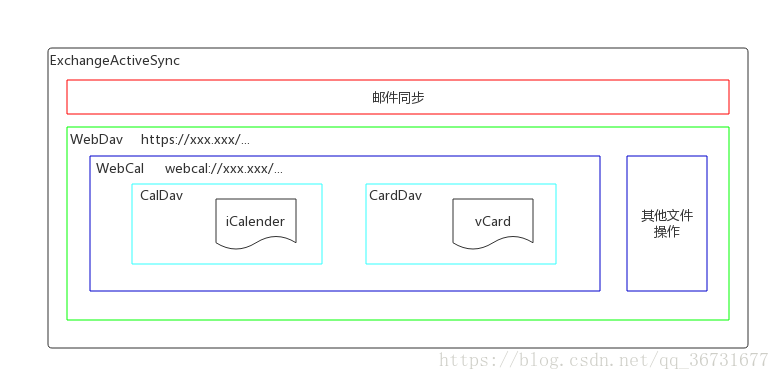 ExchangeActiveSync
邮件同步
WebDav https://xxx.xxx/...
WebCal webcal://xxx.xxx/...
CalDav
iCalender
CardDav
vCard
其他文件
操作
https://blog.csdn.net/qq_36731677